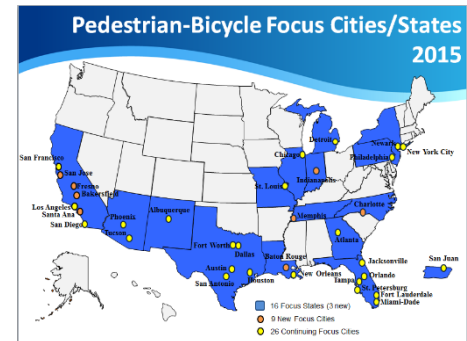 Pedestrian-Bicycle Focus Cities/States
2015
Detroit
Newark
New York City
Chicago
Philadelphia
San Francisco
San Jose
Indianapolis
Fresno
St. Louis
Bakersfield
Los Angeles
Santa Ana
Albuquerque
Memphis
Charlotte
Phoenix
San Diego
Tucson
Fort Worth
Dallas
Atlanta
Baton Rouge
Jacksonville
San Juan
Austin
Houston
New Orleans
Orlando
San Antonio
Tampa
St. Petersburg
Fort Lauderdale
Miami-Dade
16 Focus States (3 new)
9 New Focus Cities
26 Continuing Focus Cities